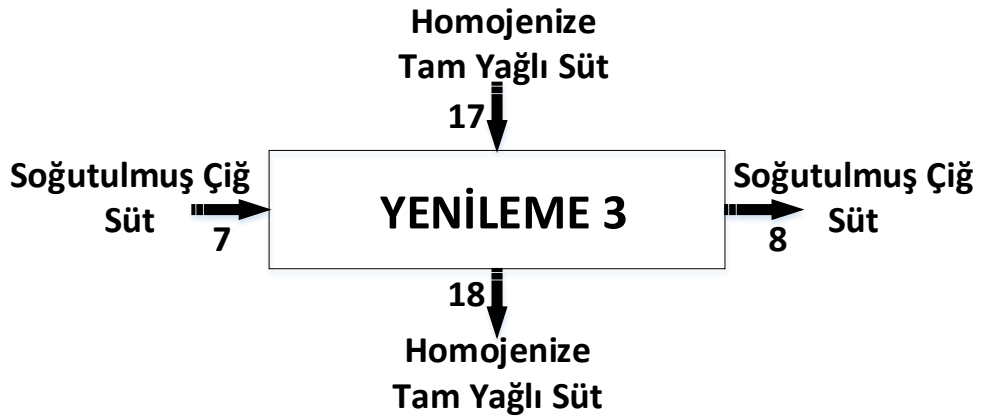 Homojenize
Tam Yağlı Süt
17
Soğutulmuş Çiğ
Süt
7
YENİLEME 3
Soğutulmuş Çiğ
Süt
8
18
Homojenize
Tam Yağlı Süt